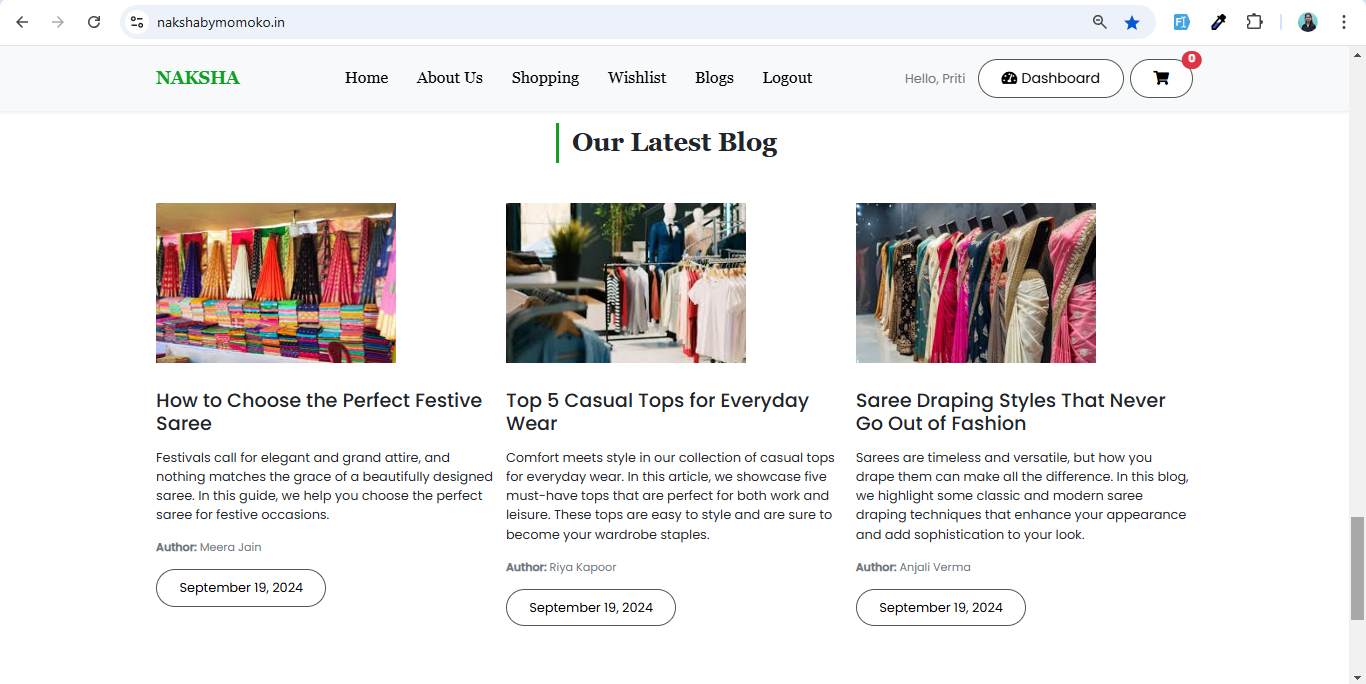 nakshabymomoko.in
NAKSHA
Home
About Us
Shopping
Wishlist
Blogs
Logout
Hello, Priti
Dashboard
0
Our Latest Blog
How to Choose the Perfect Festive
Saree
Festivals call for elegant and grand attire, and
nothing matches the grace of a beautifully designed
saree. In this guide, we help you choose the perfect
saree for festive occasions.
Author: Meera Jain
September 19, 2024
Top 5 Casual Tops for Everyday
Wear
Comfort meets style in our collection of casual tops
for everyday wear. In this article, we showcase five
must-have tops that are perfect for both work and
leisure. These tops are easy to style and are sure to
become your wardrobe staples.
Author: Riya Kapoor
September 19, 2024
Saree Draping Styles That Never
Go Out of Fashion
Sarees are timeless and versatile, but how you
drape them can make all the difference. In this blog,
we highlight some classic and modern saree
draping techniques that enhance your appearance
and add sophistication to your look.
Author: Anjali Verma
September 19, 2024